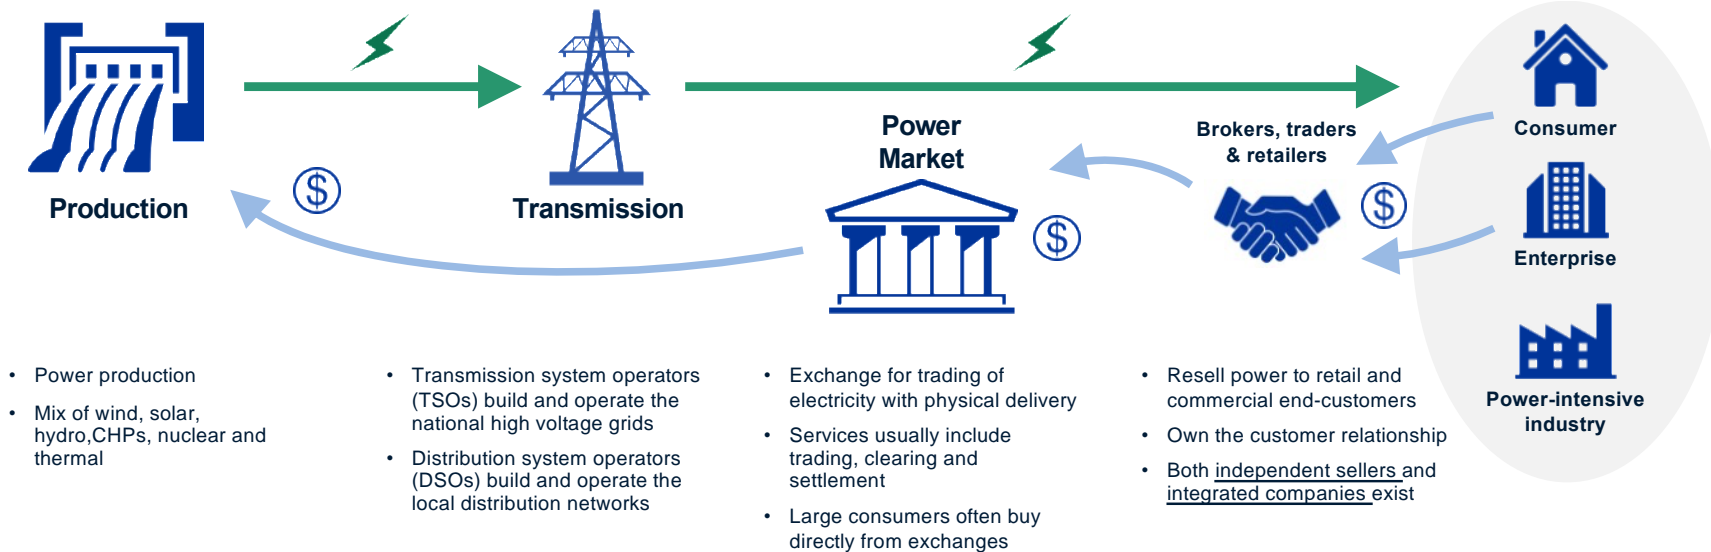 Production
Transmission
Power
Market
Brokers, traders
& retailers
Consumer
Enterprise
Power-intensive
industry
$
$
$
• Power production
• Mix of wind, solar,
hydro,CHPs, nuclear and
thermal
• Transmission system operators
(TSOs) build and operate the
national high voltage grids
• Distribution system operators
(DSOs) build and operate the
local distribution networks
• Exchange for trading of
electricity with physical delivery
• Services usually include
trading, clearing and
settlement
• Large consumers often buy
directly from exchanges
• Resell power to retail and
commercial end-customers
• Own the customer relationship
• Both independent sellers and
integrated companies exist